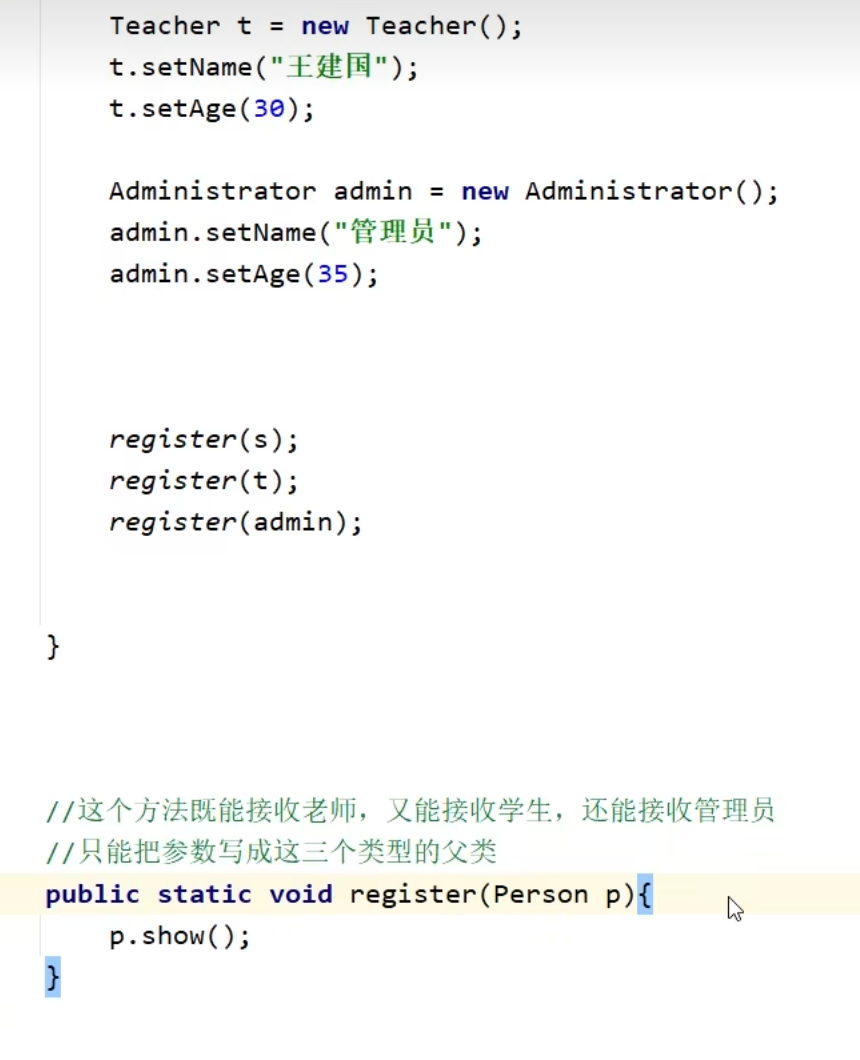 Teacher t = new Teacher();
t.setName("王建国");
t.setAge(30);
Administrator admin = new Administrator();
admin.setName("管理员");
admin.setAge(35);
register(s);
register(t);
register(admin);
}
//这个方法既能接收老师，又能接收学生，还能接收管理员
//只能把参数写成这三个类型的父类
public static void register(Person p){
p.show();
}